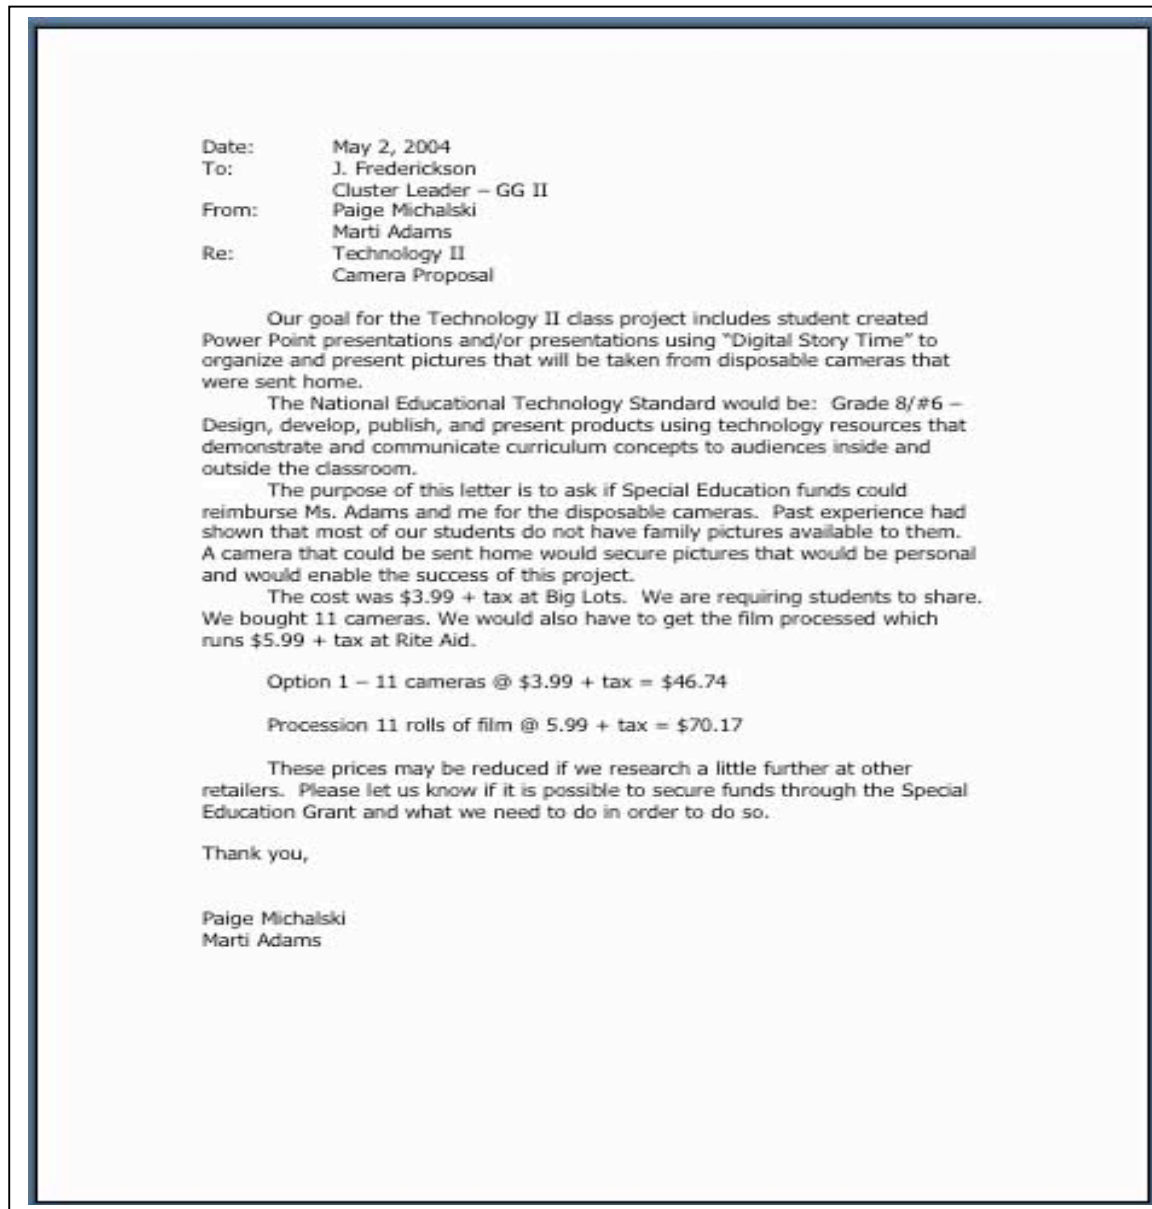 Date: May 2, 2004
To: J. Frederickson
Cluster Leader – GG II
From: Paige Michalski
Marti Adams
Re: Technology II
Camera Proposal
Our goal for the Technology II class project includes student created
Power Point presentations and/or presentations using “Digital Story Time” to
organize and present pictures that will be taken from disposable cameras that
were sent home.
The National Educational Technology Standard would be: Grade 8/#6 –
Design, develop, publish, and present products using technology resources that
demonstrate and communicate curriculum concepts to audiences inside and
outside the classroom.
The purpose of this letter is to ask if Special Education funds could
reimburse Ms. Adams and me for the disposable cameras. Past experience had
shown that most of our students do not have family pictures available to them.
A camera that could be sent home would secure pictures that would be personal
and would enable the success of this project.
The cost was $3.99 + tax at Big Lots. We are requiring students to share.
We bought 11 cameras. We would also have to get the film processed which
runs $5.99 + tax at Rite Aid.
Option 1 – 11 cameras @ $3.99 + tax = $46.74
Procession 11 rolls of film @ 5.99 + tax = $70.17
These prices may be reduced if we research a little further at other
retailers. Please let us know if it is possible to secure funds through the Special
Education Grant and what we need to do in order to do so.
Thank you,
Paige Michalski
Marti Adams